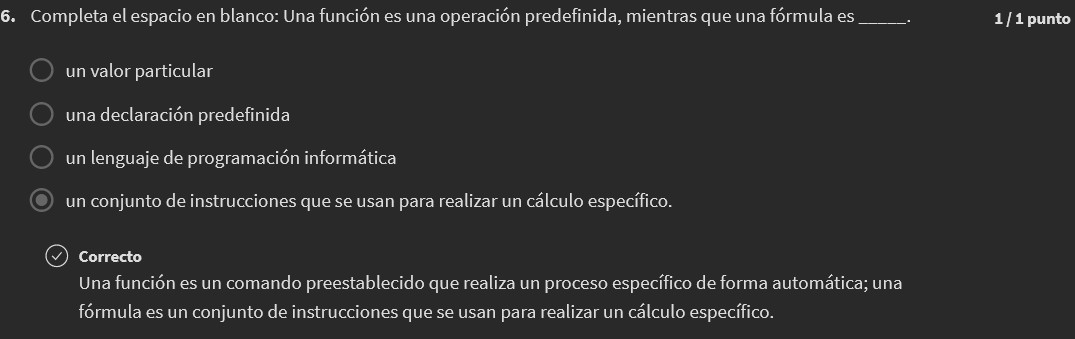 6. Completa el espacio en blanco: Una función es una operación predefinida, mientras que una fórmula es _____. 1 / 1 punto
un valor particular
una declaración predefinida
un lenguaje de programación informática
un conjunto de instrucciones que se usan para realizar un cálculo específico.
Correcto
Una función es un comando preestablecido que realiza un proceso específico de forma automática; una
fórmula es un conjunto de instrucciones que se usan para realizar un cálculo específico.